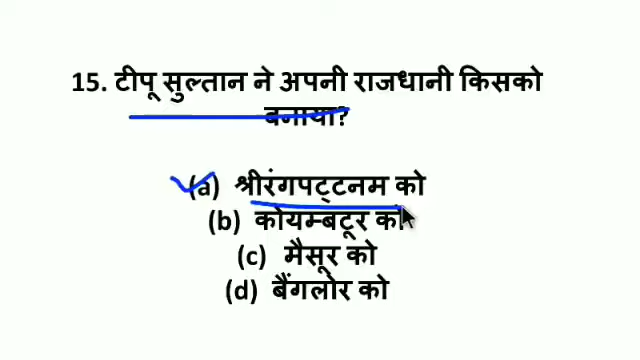 15. टीपू सुल्तान ने अपनी राजधानी किसको
बनाया?
(a) श्रीरंगपट्टनम को
(b) कोयम्बटूर को
(c) मैसूर को
(d) बैंगलोर को